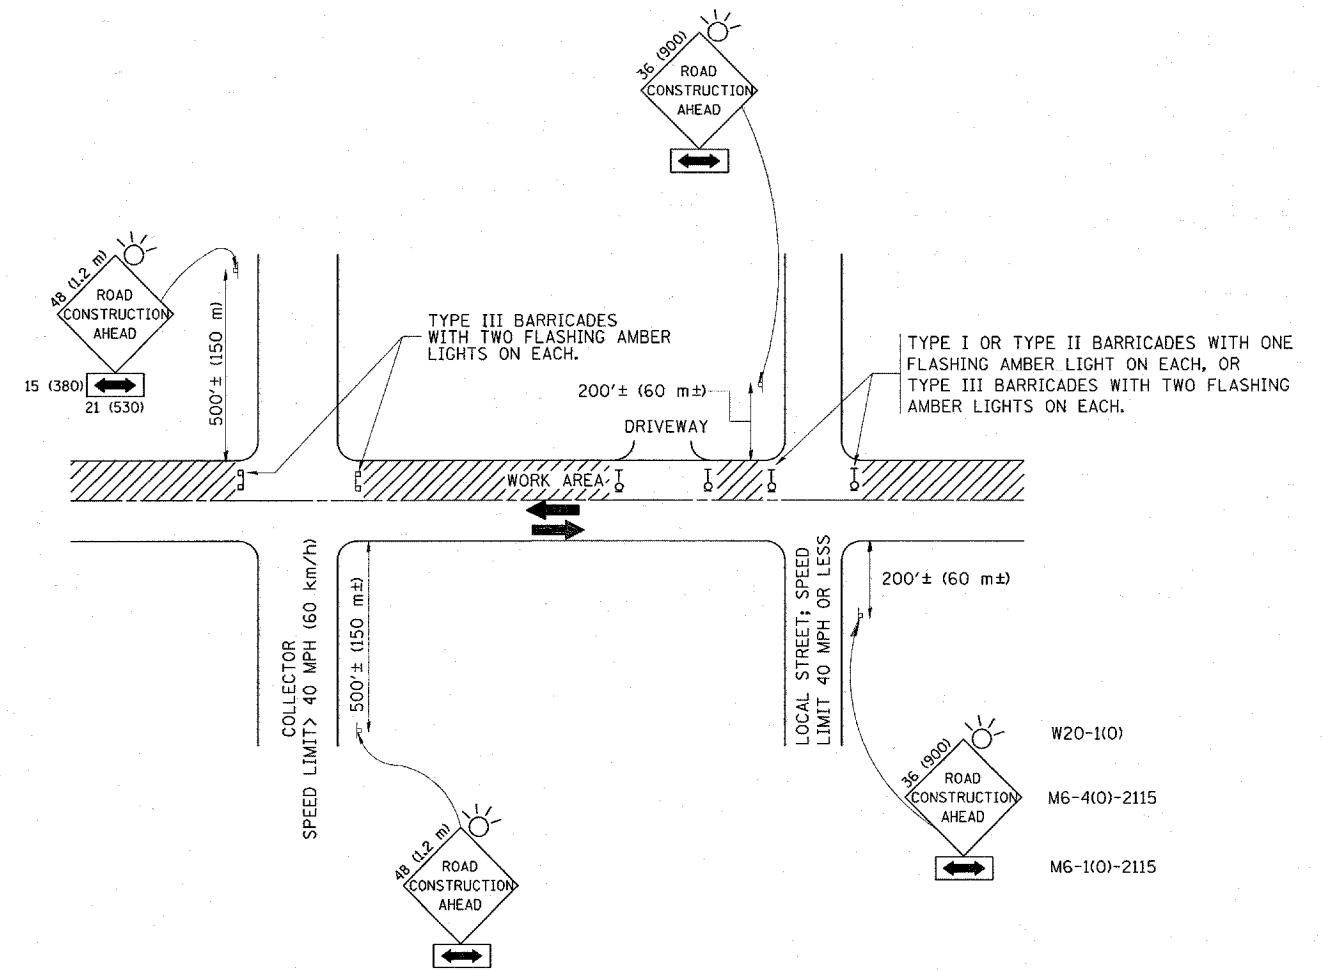 36 (900)
ROAD
CONSTRUCTION
AHEAD
48 (1.2 m)
ROAD
CONSTRUCTION
AHEAD
15 (380)
21 (530)
500'± (150 m)
TYPE III BARRICADES
WITH TWO FLASHING AMBER
LIGHTS ON EACH.
TYPE I OR TYPE II BARRICADES WITH ONE
FLASHING AMBER LIGHT ON EACH, OR
TYPE III BARRICADES WITH TWO FLASHING
AMBER LIGHTS ON EACH.
200'± (60 m±)
DRIVEWAY
WORK AREA
COLLECTOR
SPEED LIMIT> 40 MPH (60 km/h)
500'± (150 m±)
LOCAL STREET; SPEED
LIMIT 40 MPH OR LESS
200'± (60 m±)
48 (1.2 m)
ROAD
CONSTRUCTION
AHEAD
36 (900)
ROAD
CONSTRUCTION
AHEAD
W20-1(O)
M6-4(O)-2115
M6-1(O)-2115